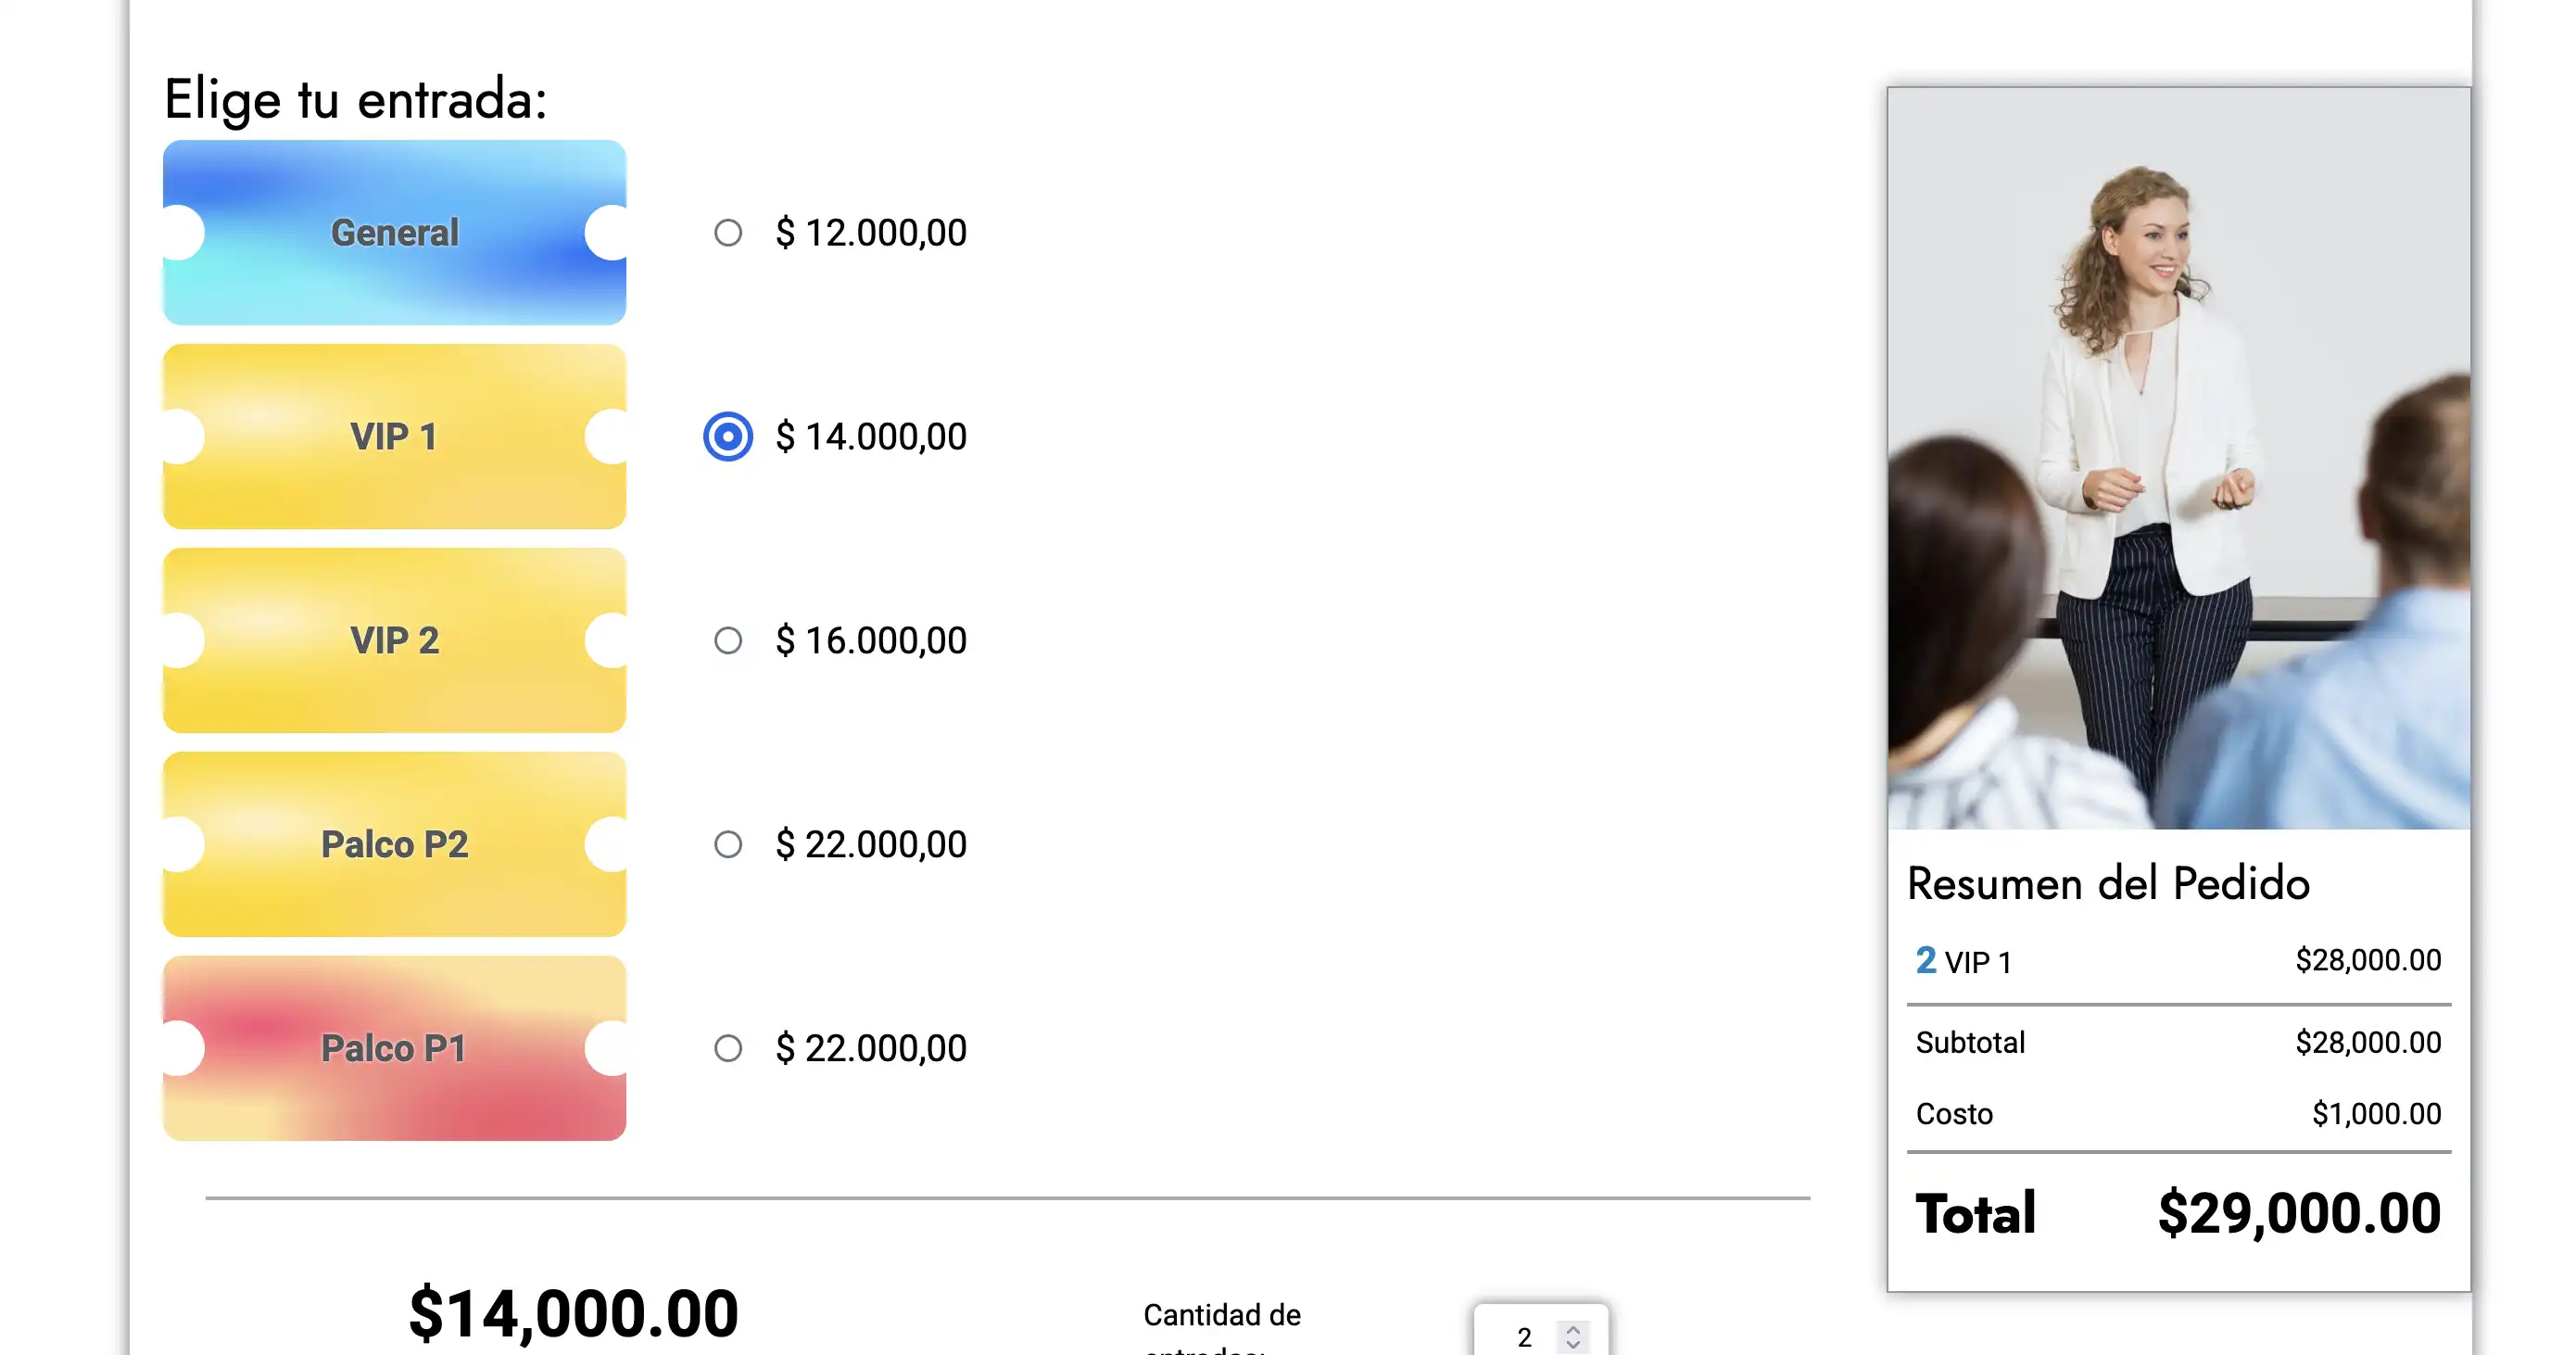 Elige tu entrada:
General
$ 12.000,00
VIP 1
$ 14.000,00
VIP 2
$ 16.000,00
Palco P2
$ 22.000,00
Palco P1
$ 22.000,00
$14,000.00
Cantidad de
entradas:
2
Resumen del Pedido
2 VIP 1 $28,000.00
Subtotal $28,000.00
Costo $1,000.00
Total $29,000.00